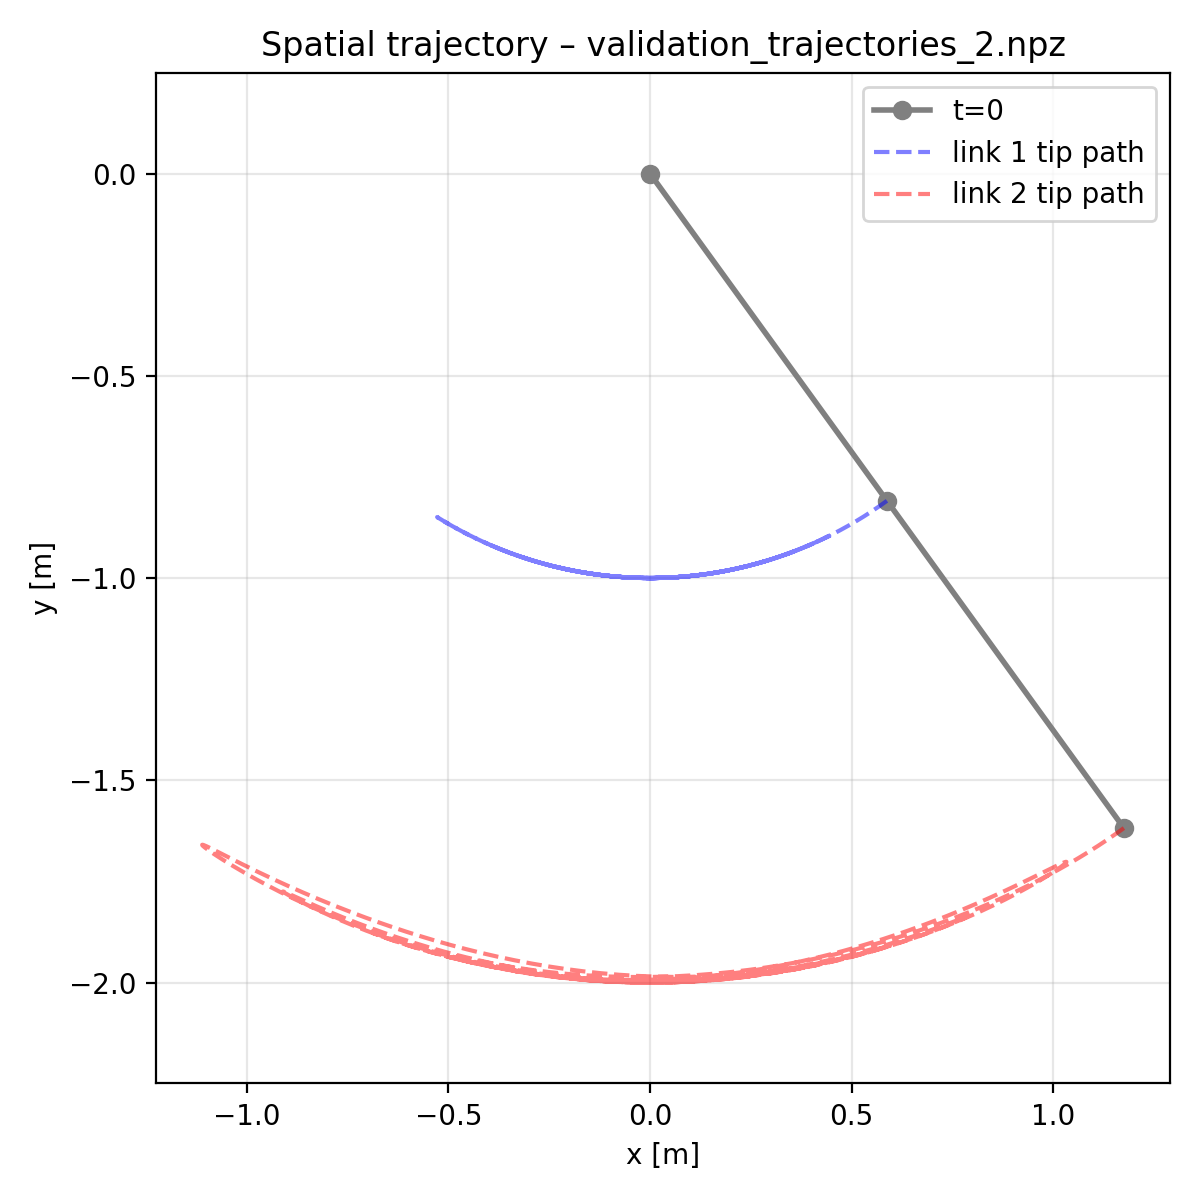 Spatial trajectory – validation_trajectories_2.npz
t=0
link 1 tip path
link 2 tip path
0.0
−0.5
−1.0
−1.5
−2.0
y [m]
−1.0
−0.5
0.0
0.5
1.0
x [m]